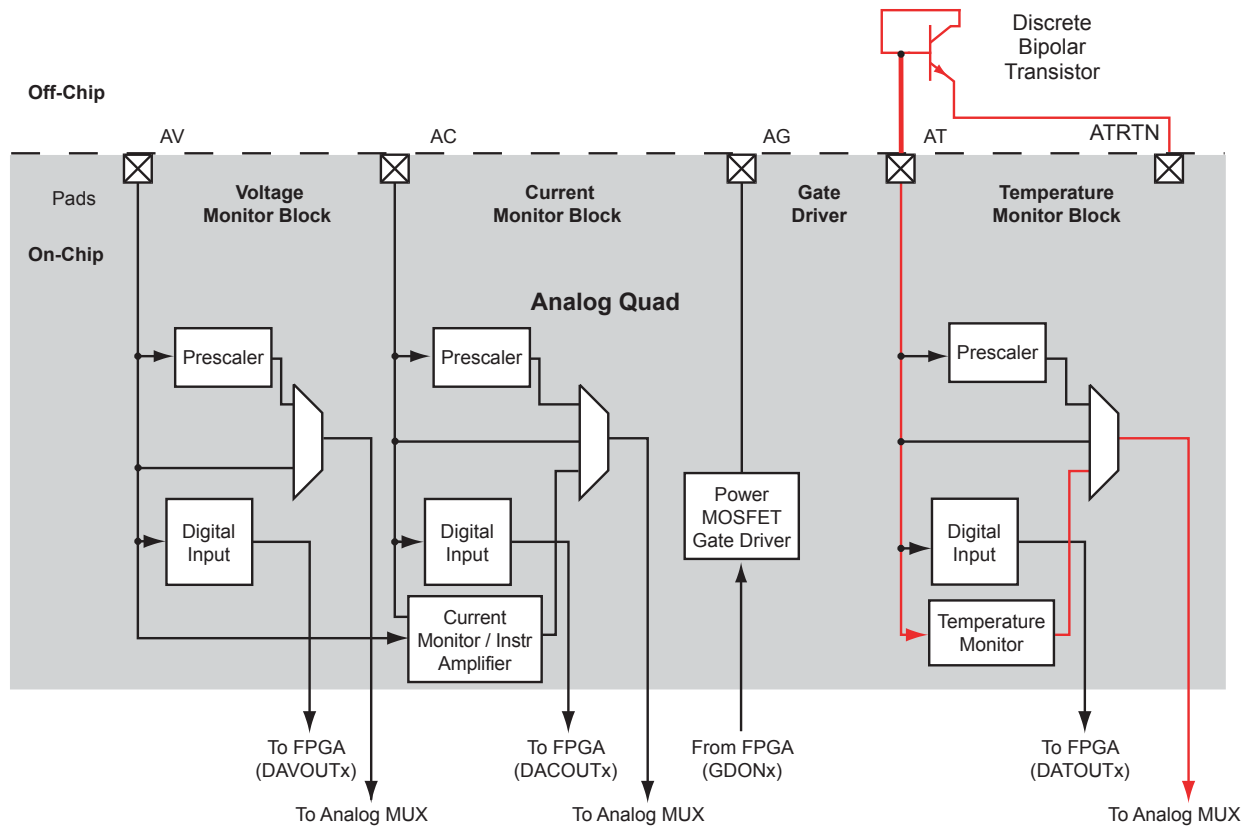 Discrete
Bipolar
Transistor
Off-Chip
AV
AC
AG
AT
ATRTN
Pads
Voltage
Monitor Block
Current
Monitor Block
Gate
Driver
Temperature
Monitor Block
On-Chip
Analog Quad
Prescaler
Prescaler
Prescaler
Digital
Input
Digital
Input
Power
MOSFET
Gate Driver
Digital
Input
Current
Monitor / Instr
Amplifier
Temperature
Monitor
To FPGA
(DAVOUTx)
To FPGA
(DACOUTx)
From FPGA
(GDONx)
To FPGA
(DATOUTx)
To Analog MUX
To Analog MUX
To Analog MUX